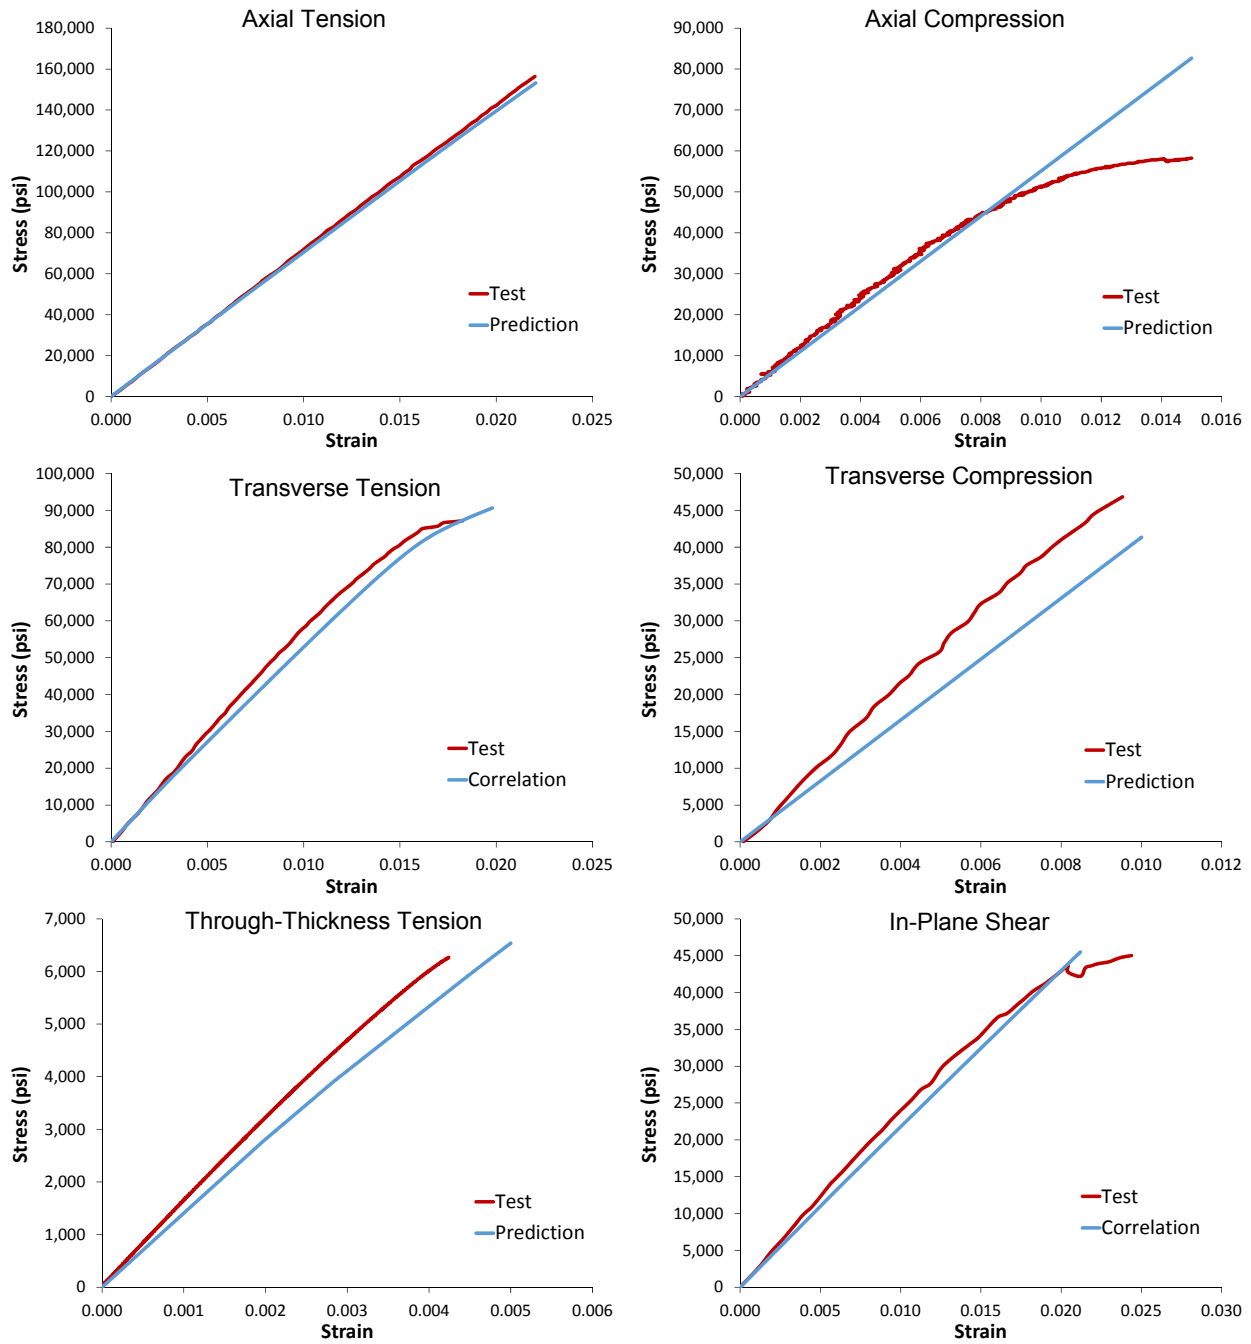 Axial Tension
180,000
160,000
140,000
120,000
100,000
80,000
60,000
40,000
20,000
0
Stress (psi)
Test
Prediction
0.000 0.005 0.010 0.015 0.020 0.025
Strain
Axial Compression
90,000
80,000
70,000
60,000
50,000
40,000
30,000
20,000
10,000
0
Stress (psi)
Test
Prediction
0.000 0.002 0.004 0.006 0.008 0.010 0.012 0.014 0.016
Strain
Transverse Tension
100,000
90,000
80,000
70,000
60,000
50,000
40,000
30,000
20,000
10,000
0
Stress (psi)
Test
Correlation
0.000 0.005 0.010 0.015 0.020 0.025
Strain
Transverse Compression
50,000
45,000
40,000
35,000
30,000
25,000
20,000
15,000
10,000
5,000
0
Stress (psi)
Test
Prediction
0.000 0.002 0.004 0.006 0.008 0.010 0.012
Strain
Through-Thickness Tension
7,000
6,000
5,000
4,000
3,000
2,000
1,000
0
Stress (psi)
Test
Prediction
0.000 0.001 0.002 0.003 0.004 0.005 0.006
Strain
In-Plane Shear
50,000
45,000
40,000
35,000
30,000
25,000
20,000
15,000
10,000
5,000
0
Stress (psi)
Test
Correlation
0.000 0.005 0.010 0.015 0.020 0.025 0.030
Strain